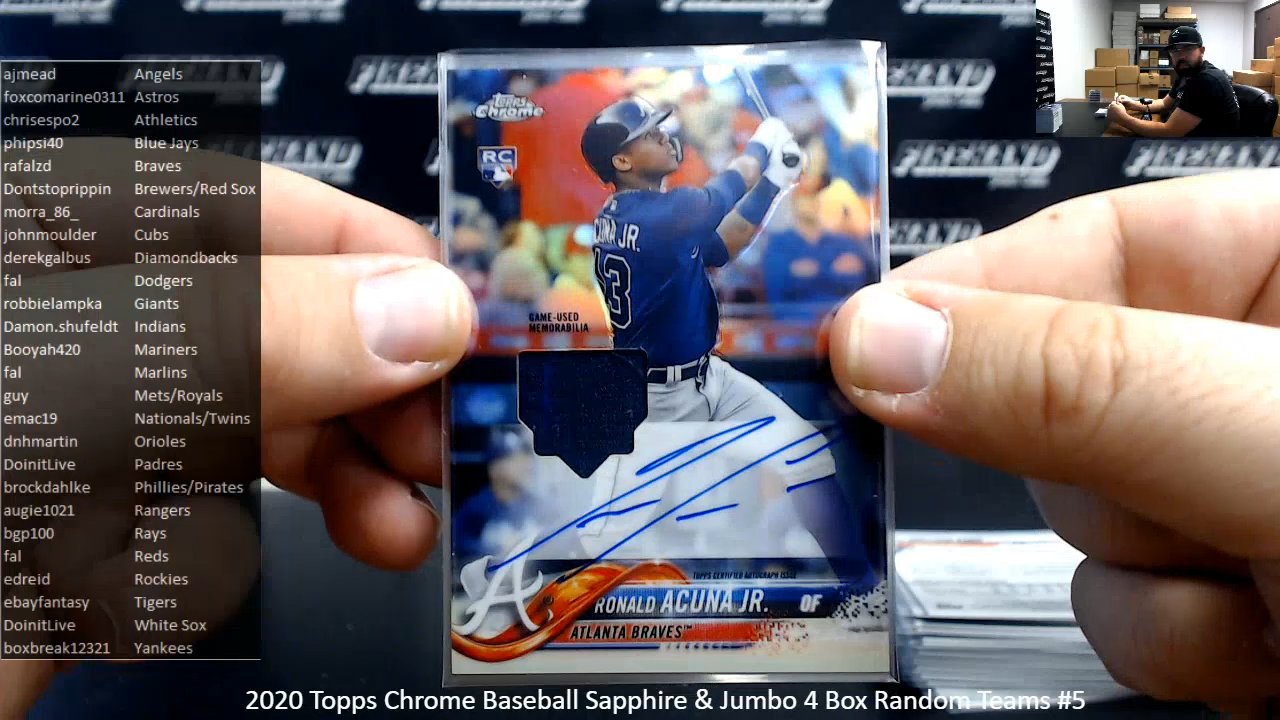 ajmead Angels
foxcomarine0311 Astros
chrisespo2 Athletics
phipsi40 Blue Jays
rafalzd Braves
Dontstoprippin Brewers/Red Sox
morra_86_ Cardinals
johnmoulder Cubs
derekgalbus Diamondbacks
fal Dodgers
robbielampka Giants
Damon.shufeldt Indians
Booyah420 Mariners
fal Marlins
guy Mets/Royals
emac19 Nationals/Twins
dnhmartin Orioles
DoinitLive Padres
brockdahlke Phillies/Pirates
augie1021 Rangers
bgp100 Rays
fal Reds
edreid Rockies
ebayfantasy Tigers
DoinitLive White Sox
boxbreak12321 Yankees
FIREHAND
Topps Chrome
RC
ACUNA JR.
13
GAME-USED
MEMORABILIA
A
TOPPS CERTIFIED AUTOGRAPH ISSUE
RONALD ACUNA JR. OF
ATLANTA BRAVES™
2020 Topps Chrome Baseball Sapphire & Jumbo 4 Box Random Teams #5